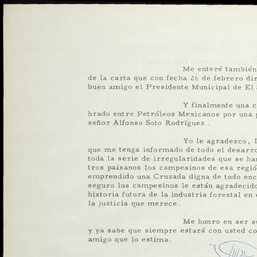 Me enteré también
de la carta que con fecha 26 de febrero dir
buen amigo el Presidente Municipal de El
Y finalmente una c
brado entre Petróleos Mexicanos por una p
señor Alfonso Soto Rodríguez.
Yo le agradezco, I
que me tenga informado de todo el desarro
toda la serie de irregularidades que se han
tros paisanos los campesinos de esa regió
emprendido una Cruzada digna de todo enc
seguro los campesinos le están agradecido
historia futura de la industria forestal en
la justicia que merece.
Me honro en ser su
y ya sabe que siempre estará con usted co
amigo que lo estima.